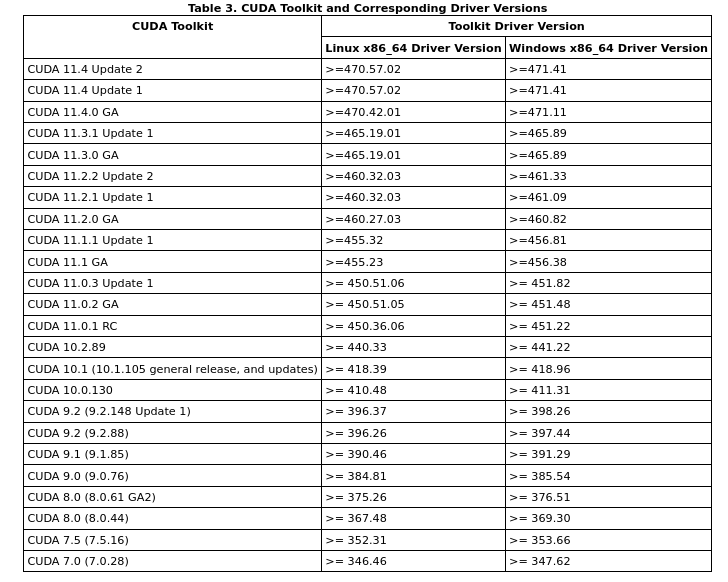 Table 3. CUDA Toolkit and Corresponding Driver Versions
CUDA Toolkit Toolkit Driver Version
Linux x86_64 Driver Version Windows x86_64 Driver Version
CUDA 11.4 Update 2 >=470.57.02 >=471.41
CUDA 11.4 Update 1 >=470.57.02 >=471.41
CUDA 11.4.0 GA >=470.42.01 >=471.11
CUDA 11.3.1 Update 1 >=465.19.01 >=465.89
CUDA 11.3.0 GA >=465.19.01 >=465.89
CUDA 11.2.2 Update 2 >=460.32.03 >=461.33
CUDA 11.2.1 Update 1 >=460.32.03 >=461.09
CUDA 11.2.0 GA >=460.27.03 >=460.82
CUDA 11.1.1 Update 1 >=455.32 >=456.81
CUDA 11.1 GA >=455.23 >=456.38
CUDA 11.0.3 Update 1 >= 450.51.06 >= 451.82
CUDA 11.0.2 GA >= 450.51.05 >= 451.48
CUDA 11.0.1 RC >= 450.36.06 >= 451.22
CUDA 10.2.89 >= 440.33 >= 441.22
CUDA 10.1 (10.1.105 general release, and updates) >= 418.39 >= 418.96
CUDA 10.0.130 >= 410.48 >= 411.31
CUDA 9.2 (9.2.148 Update 1) >= 396.37 >= 398.26
CUDA 9.2 (9.2.88) >= 396.26 >= 397.44
CUDA 9.1 (9.1.85) >= 390.46 >= 391.29
CUDA 9.0 (9.0.76) >= 384.81 >= 385.54
CUDA 8.0 (8.0.61 GA2) >= 375.26 >= 376.51
CUDA 8.0 (8.0.44) >= 367.48 >= 369.30
CUDA 7.5 (7.5.16) >= 352.31 >= 353.66
CUDA 7.0 (7.0.28) >= 346.46 >= 347.62